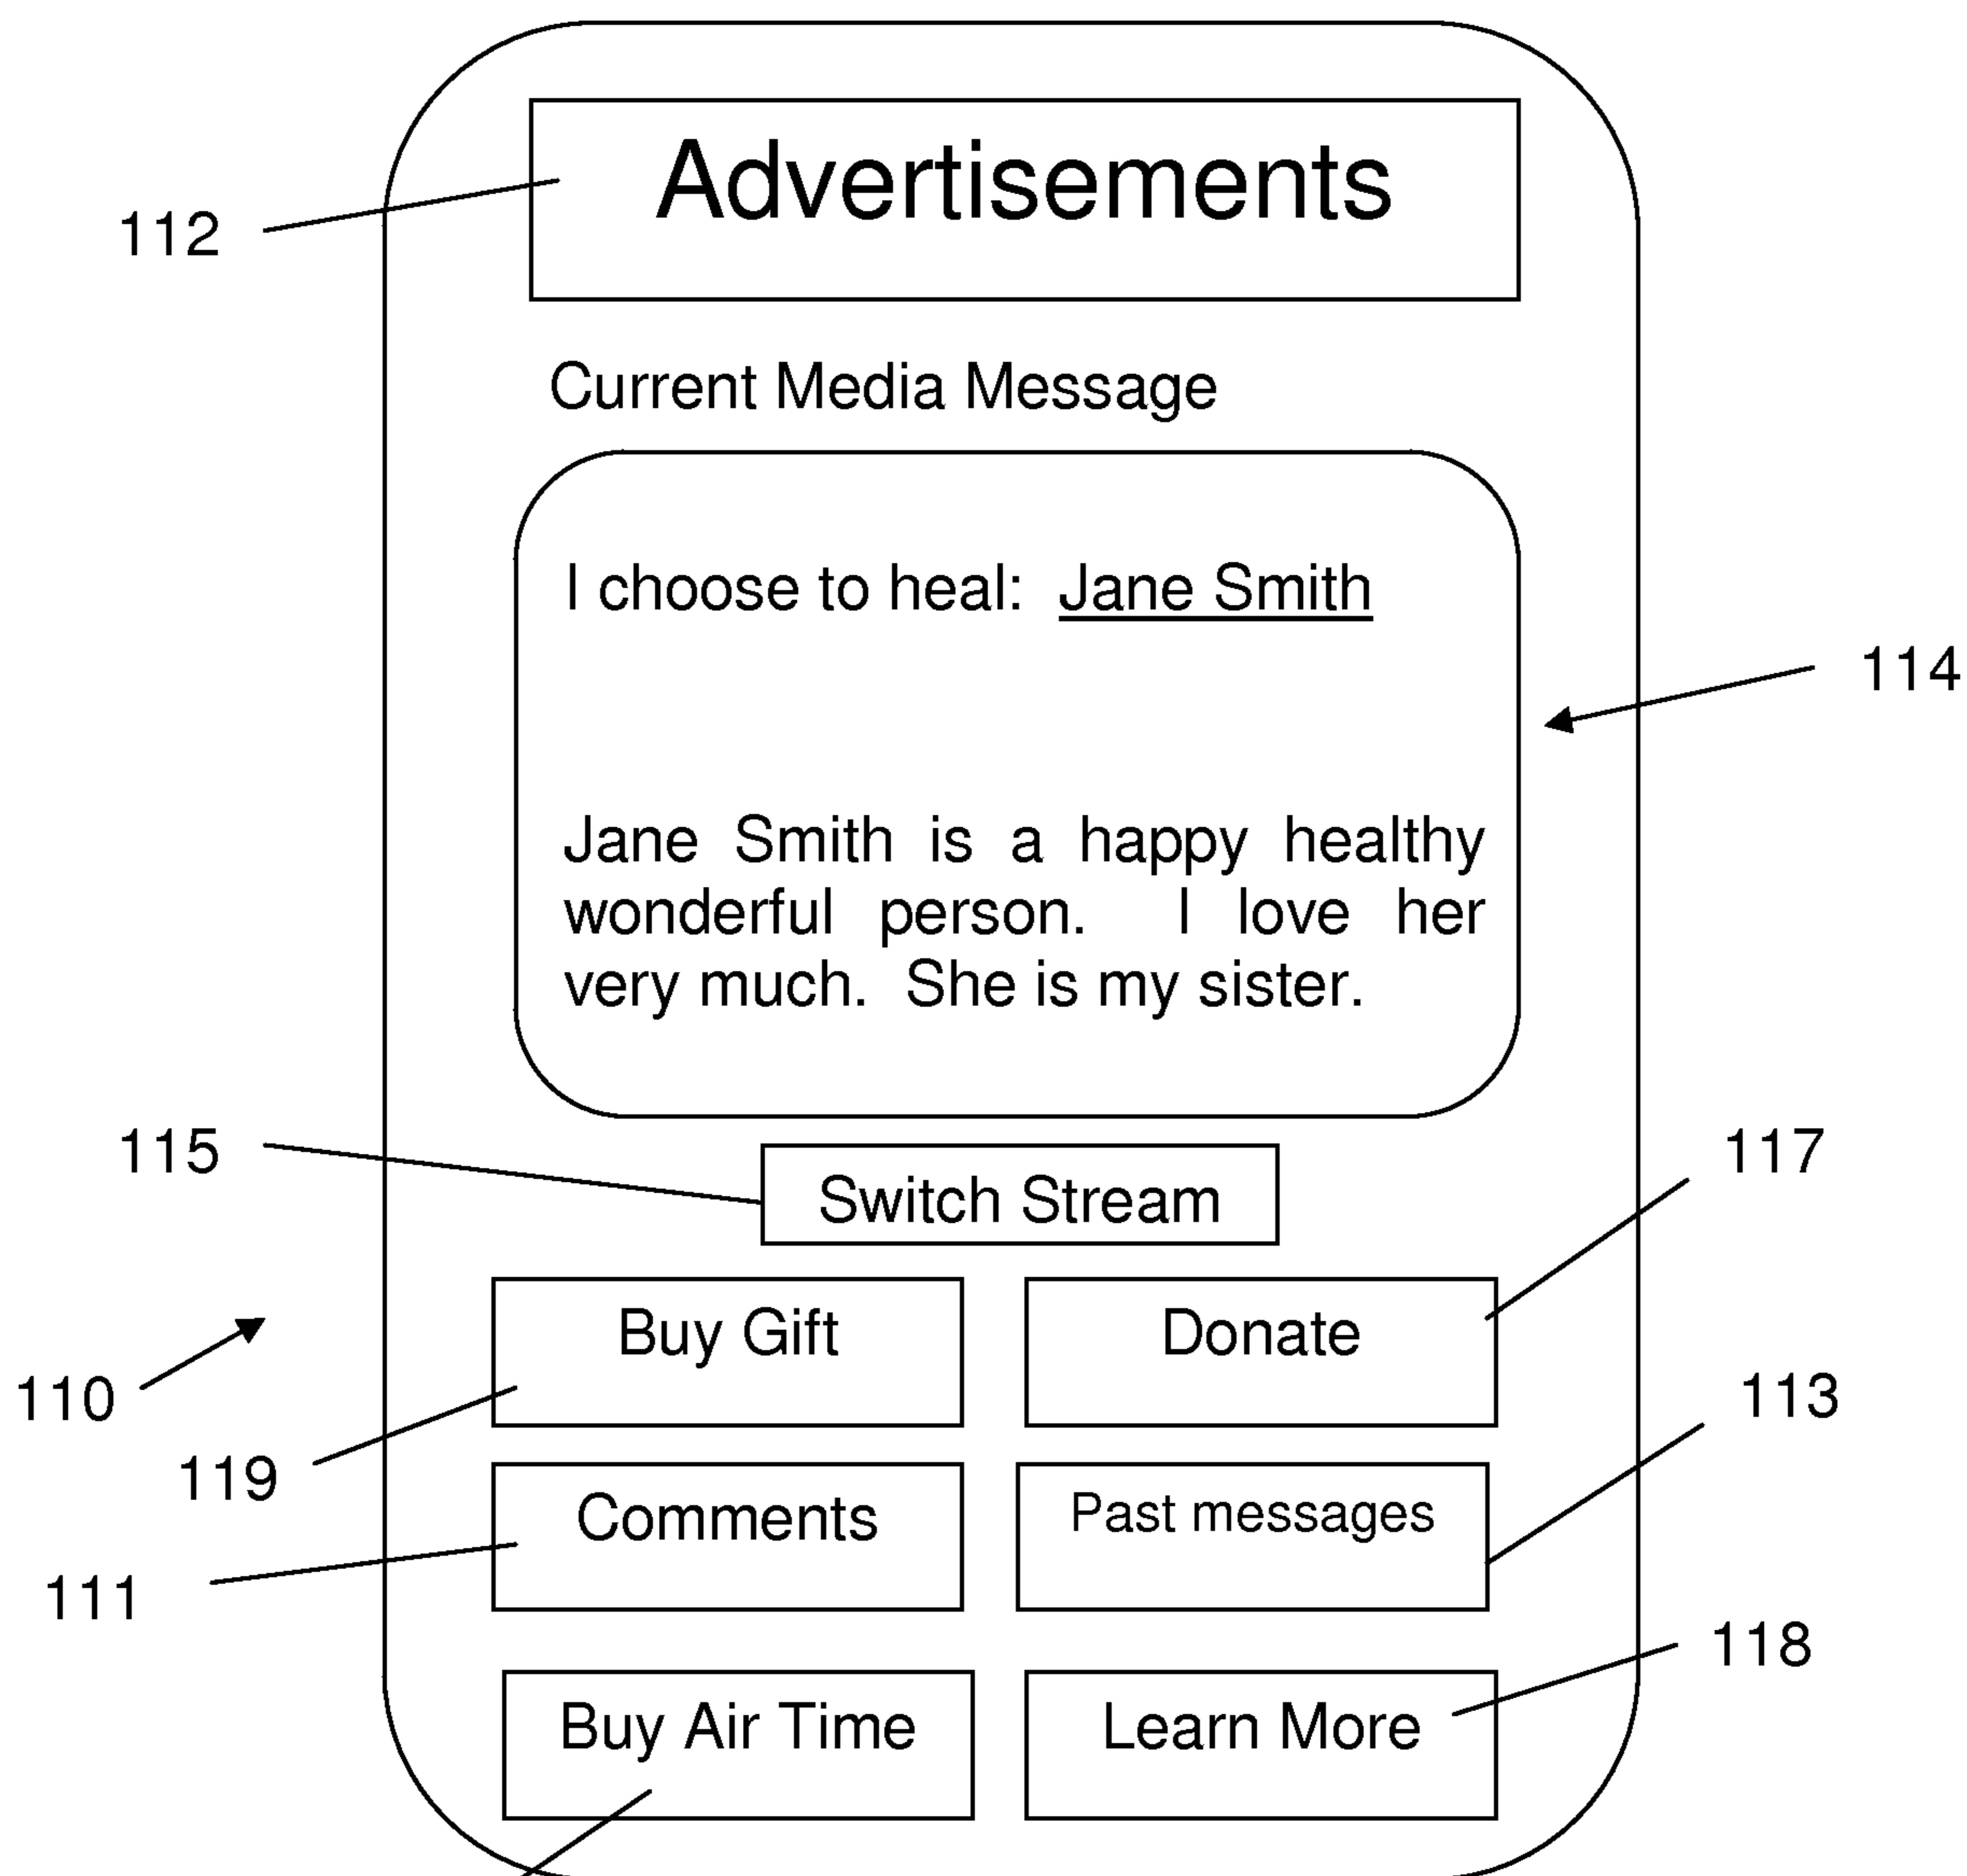 Advertisements
112
Current Media Message
I choose to heal: Jane Smith
114
Jane Smith is a happy healthy
wonderful person. I love her
very much. She is my sister.
115
117
Switch Stream
Buy Gift
Donate
110
113
119
Comments
Past messages
111
118
Buy Air Time
Learn More